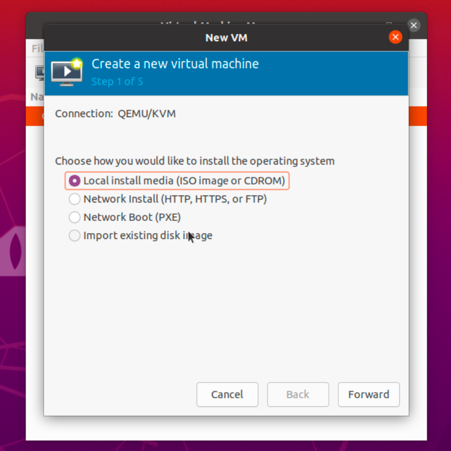 New VM
Create a new virtual machine
Step 1 of 5
Connection: QEMU/KVM
Choose how you would like to install the operating system
Local install media (ISO image or CDROM)
Network Install (HTTP, HTTPS, or FTP)
Network Boot (PXE)
Import existing disk image
Cancel
Back
Forward